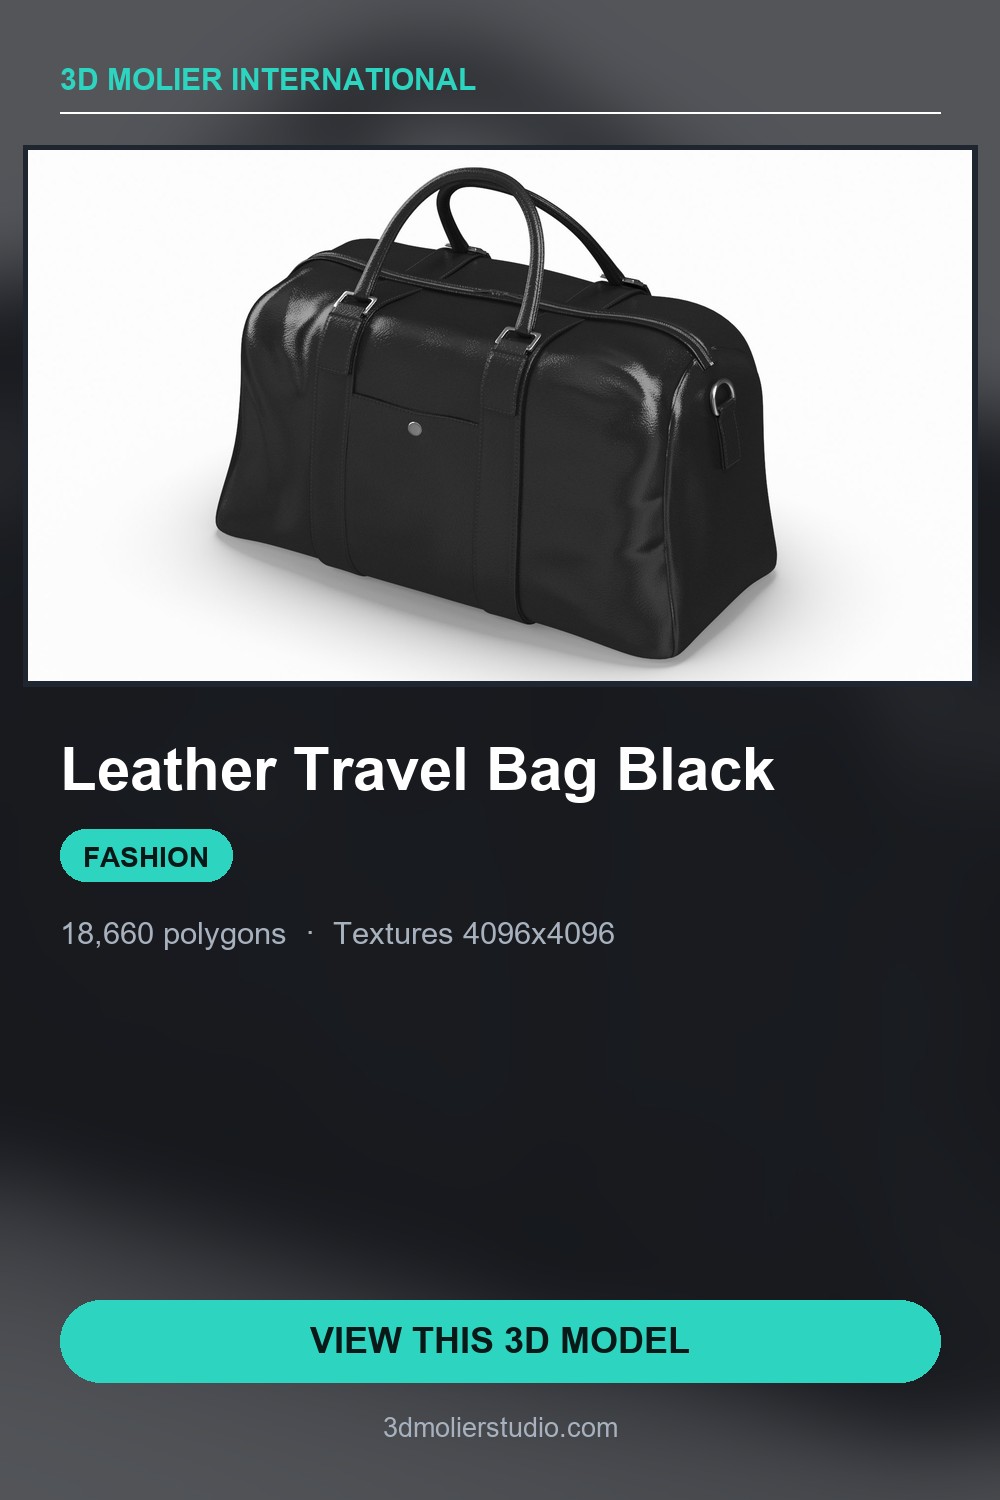 3D MOLIER INTERNATIONAL
Leather Travel Bag Black
FASHION
18,660 polygons · Textures 4096x4096
VIEW THIS 3D MODEL
3dmolierstudio.com